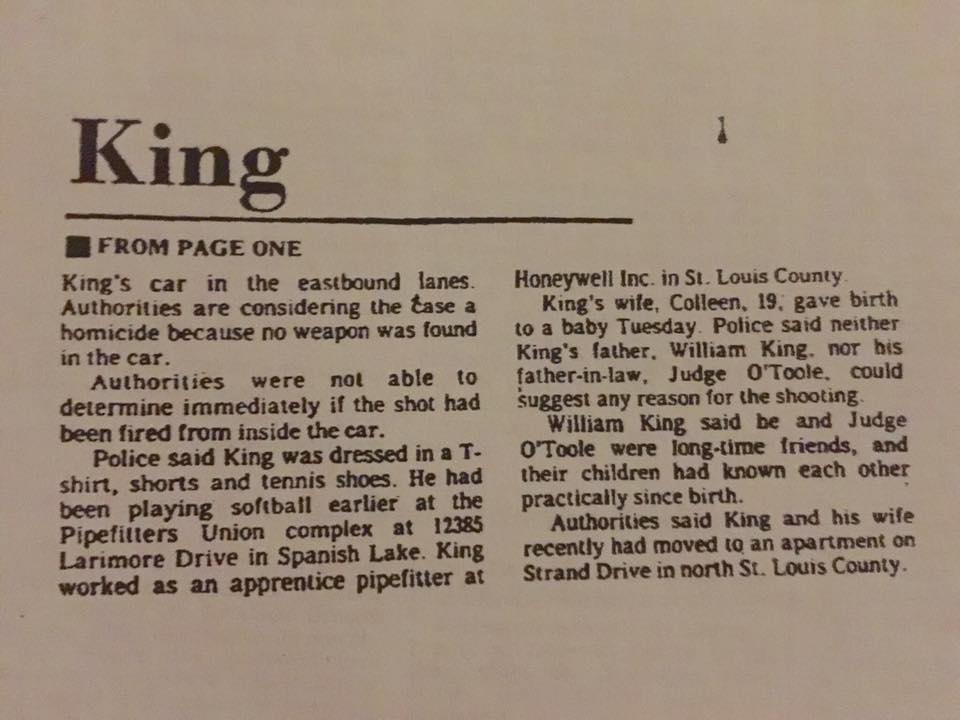 King
FROM PAGE ONE
King's car in the eastbound lanes.
Authorities are considering the case a
homicide because no weapon was found
in the car.
Authorities were not able to
determine immediately if the shot had
been fired from inside the car.
Police said King was dressed in a T-
shirt, shorts and tennis shoes. He had
been playing softball earlier at the
Pipefitters Union complex at 12385
Larimore Drive in Spanish Lake. King
worked as an apprentice pipefitter at
Honeywell Inc. in St. Louis County.
King's wife, Colleen, 19, gave birth
to a baby Tuesday. Police said neither
King's father, William King, nor his
father-in-law, Judge O'Toole, could
suggest any reason for the shooting.
William King said he and Judge
O'Toole were long-time friends, and
their children had known each other
practically since birth.
Authorities said King and his wife
recently had moved to an apartment on
Strand Drive in north St. Louis County.